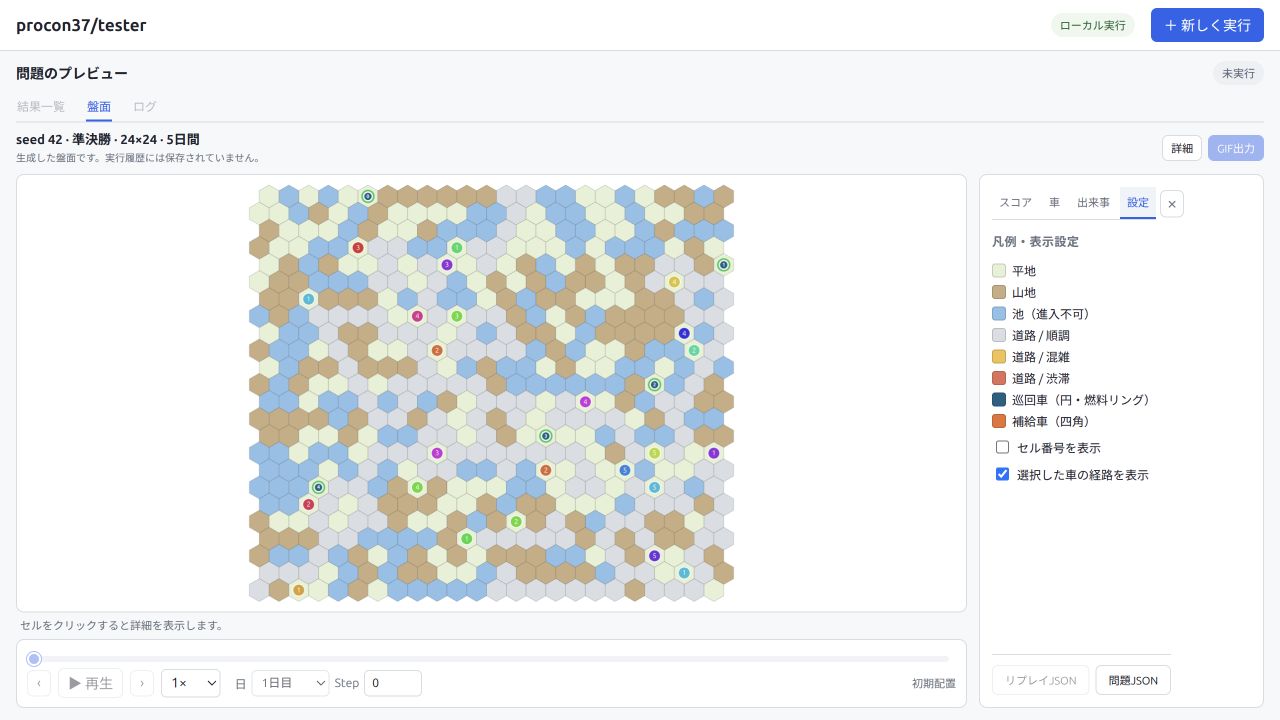 procon37/tester
ローカル実行
＋ 新しく実行
問題のプレビュー
未実行
結果一覧
盤面
ログ
seed 42 · 準決勝 · 24×24 · 5日間
生成した盤面です。実行履歴には保存されていません。
詳細
GIF出力
スコア
車
出来事
設定
×
凡例・表示設定
平地
山地
池（進入不可）
道路 / 順調
道路 / 混雑
道路 / 渋滞
巡回車（円・燃料リング）
補給車（四角）
セル番号を表示
選択した車の経路を表示
リプレイJSON
問題JSON
セルをクリックすると詳細を表示します。
‹
▶ 再生
›
1×
日
1日目
Step
0
初期配置